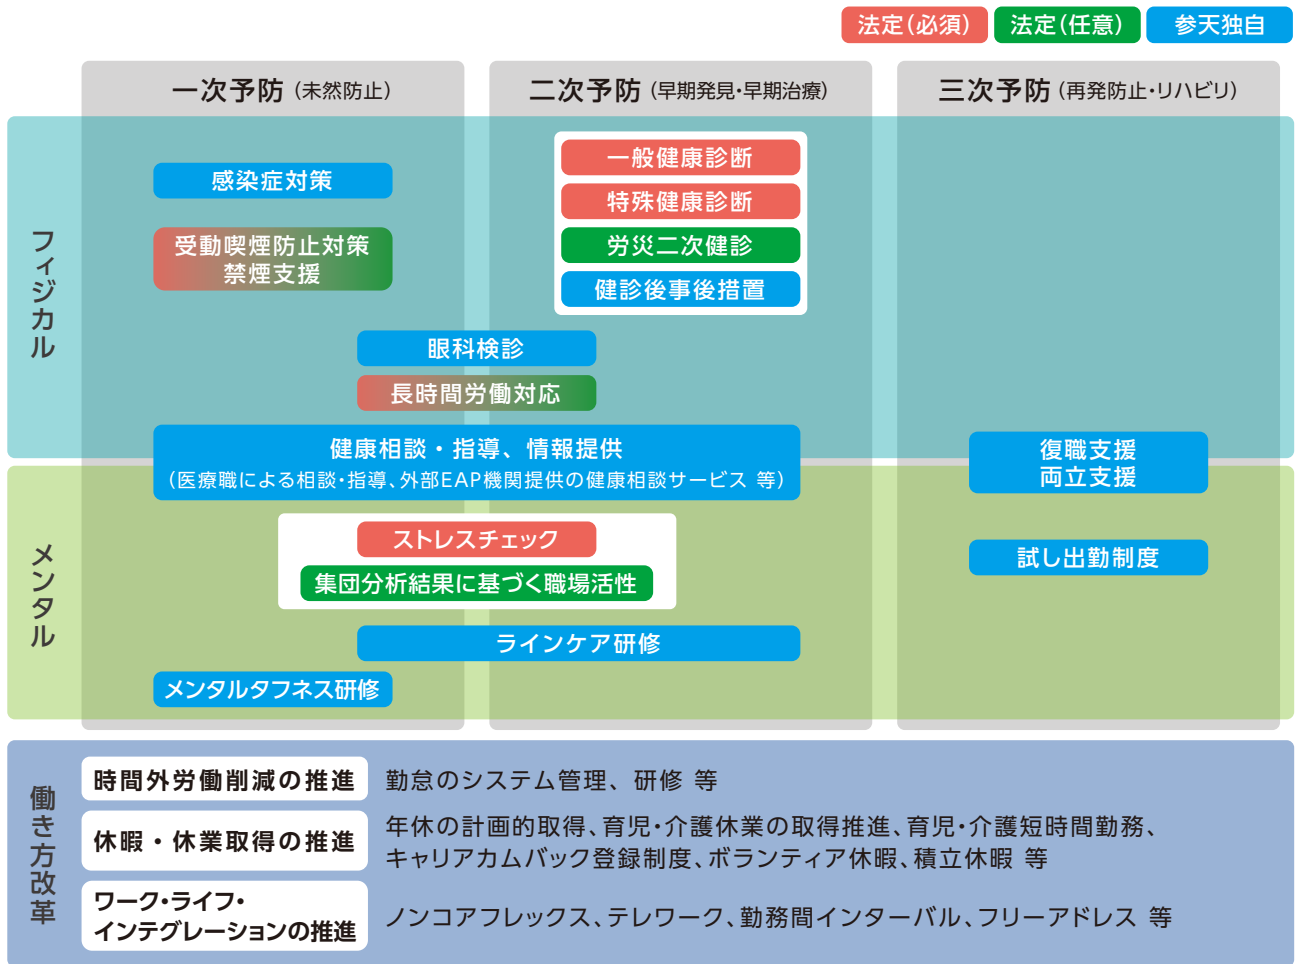 法定(必須) 法定(任意) 参天独自
一次予防(未然防止) 二次予防(早期発見・早期治療) 三次予防(再発防止・リハビリ)
フィジカル
感染症対策
受動喫煙防止対策
禁煙支援
一般健康診断
特殊健康診断
労災二次健診
健診後事後措置
眼科検診
長時間労働対応
健康相談・指導、情報提供
(医療職による相談・指導、外部EAP機関提供の健康相談サービス 等)
復職支援
両立支援
メンタル
ストレスチェック
集団分析結果に基づく職場活性
試し出勤制度
ラインケア研修
メンタルタフネス研修
働き方改革
時間外労働削減の推進 勤怠のシステム管理、研修 等
休暇・休業取得の推進
年休の計画的取得、育児・介護休業の取得推進、育児・介護短時間勤務、
キャリアカムバック登録制度、ボランティア休暇、積立休暇 等
ワーク・ライフ・
インテグレーションの推進
ノンコアフレックス、テレワーク、勤務間インターバル、フリーアドレス 等